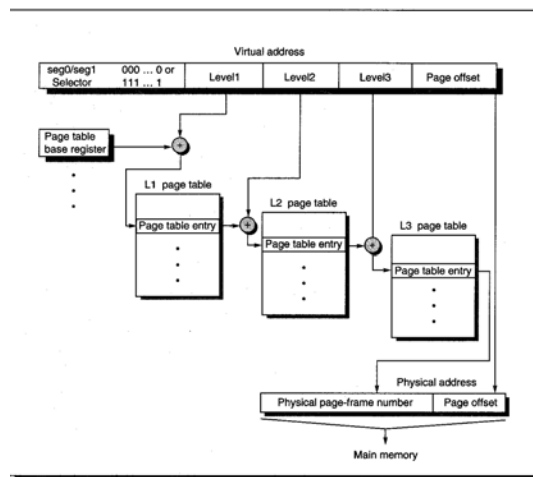 Virtual address
seg0/seg1 000 ... 0 or
Selector 111 ... 1
Level1
Level2
Level3
Page offset
Page table
base register
L1 page table
Page table entry
L2 page table
Page table entry
L3 page table
Page table entry
Physical address
Physical page-frame number
Page offset
Main memory